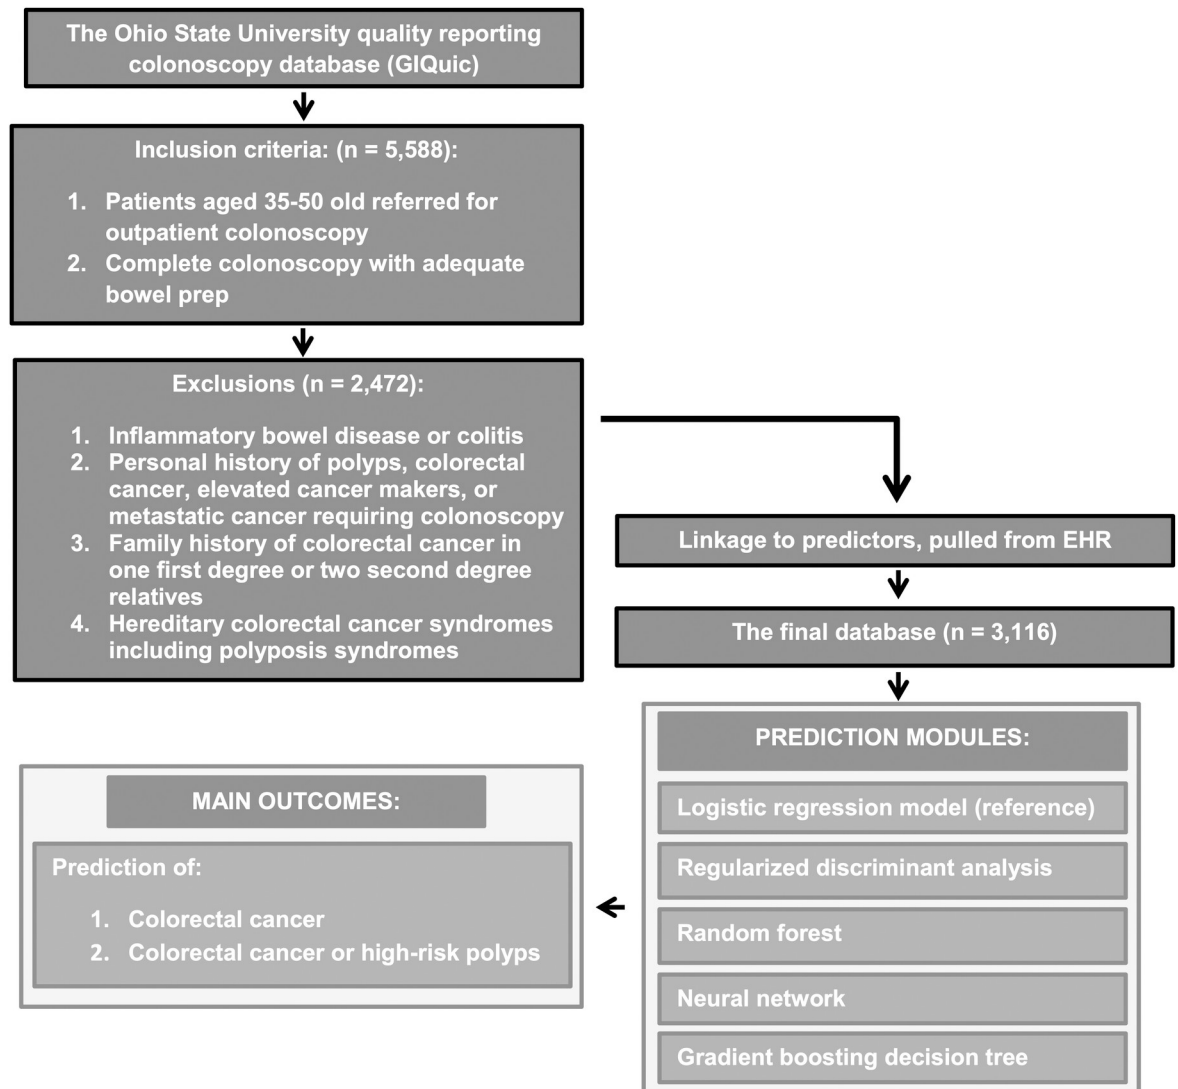 The Ohio State University quality reporting
colonoscopy database (GIQuic)
Inclusion criteria: (n = 5,588):
1. Patients aged 35-50 old referred for
outpatient colonoscopy
2. Complete colonoscopy with adequate
bowel prep
Exclusions (n = 2,472):
1. Inflammatory bowel disease or colitis
2. Personal history of polyps, colorectal
cancer, elevated cancer makers, or
metastatic cancer requiring colonoscopy
3. Family history of colorectal cancer in
one first degree or two second degree
relatives
4. Hereditary colorectal cancer syndromes
including polyposis syndromes
Linkage to predictors, pulled from EHR
The final database (n = 3,116)
PREDICTION MODULES:
Logistic regression model (reference)
Regularized discriminant analysis
Random forest
Neural network
Gradient boosting decision tree
MAIN OUTCOMES:
Prediction of:
1. Colorectal cancer
2. Colorectal cancer or high-risk polyps